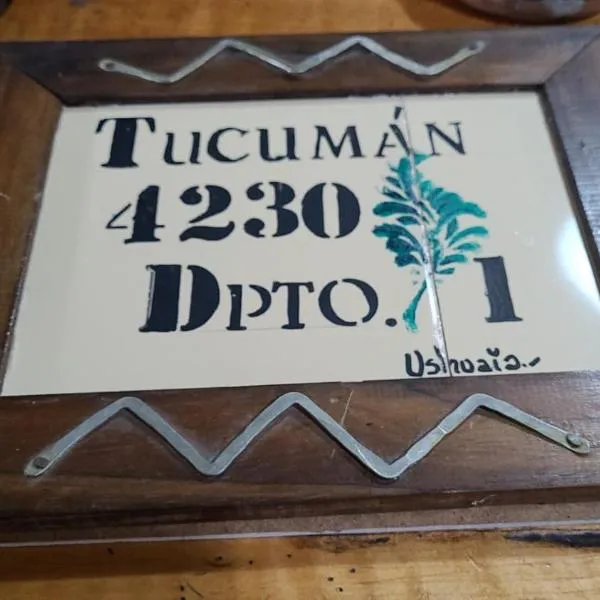 TUCUMÁN
4230
DPTO. 1
Ushuaia.